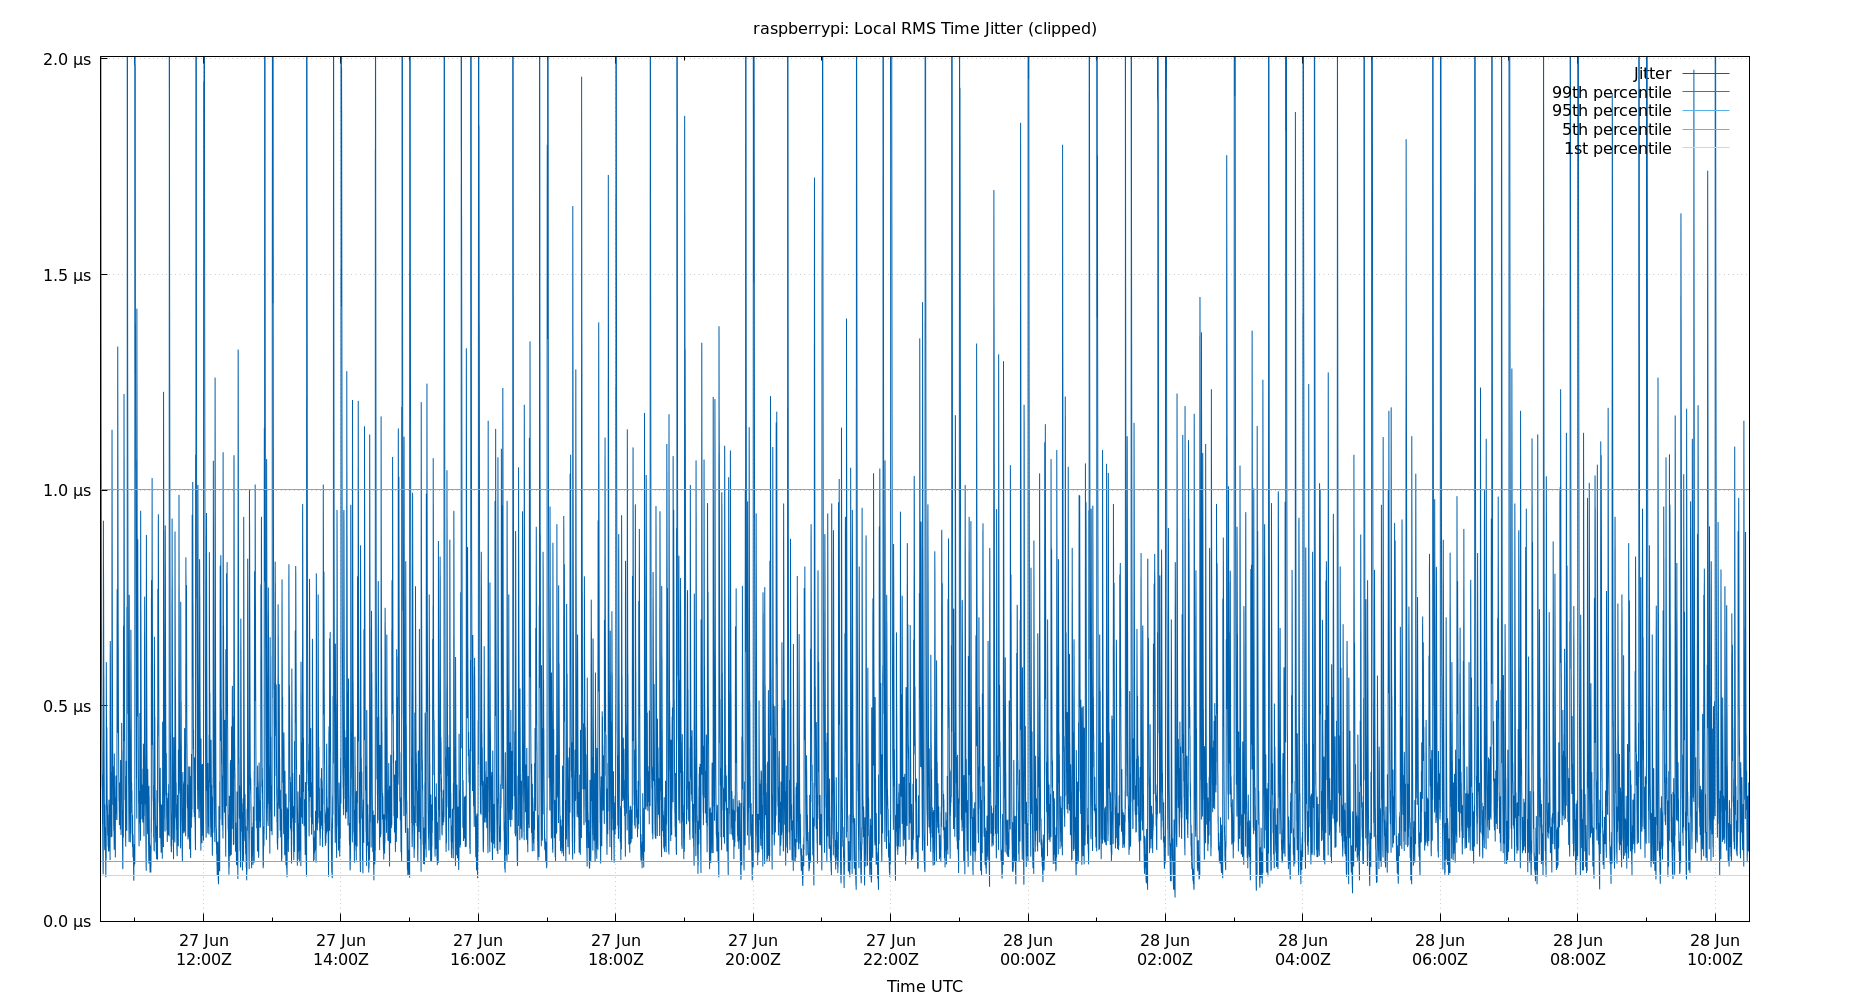 raspberrypi: Local RMS Time Jitter (clipped)
2.0 µs
1.5 µs
1.0 µs
0.5 µs
0.0 µs
Jitter
99th percentile
95th percentile
5th percentile
1st percentile
27 Jun 27 Jun 27 Jun 27 Jun 27 Jun 27 Jun 28 Jun 28 Jun 28 Jun 28 Jun 28 Jun 28 Jun
12:00Z 14:00Z 16:00Z 18:00Z 20:00Z 22:00Z 00:00Z 02:00Z 04:00Z 06:00Z 08:00Z 10:00Z
Time UTC